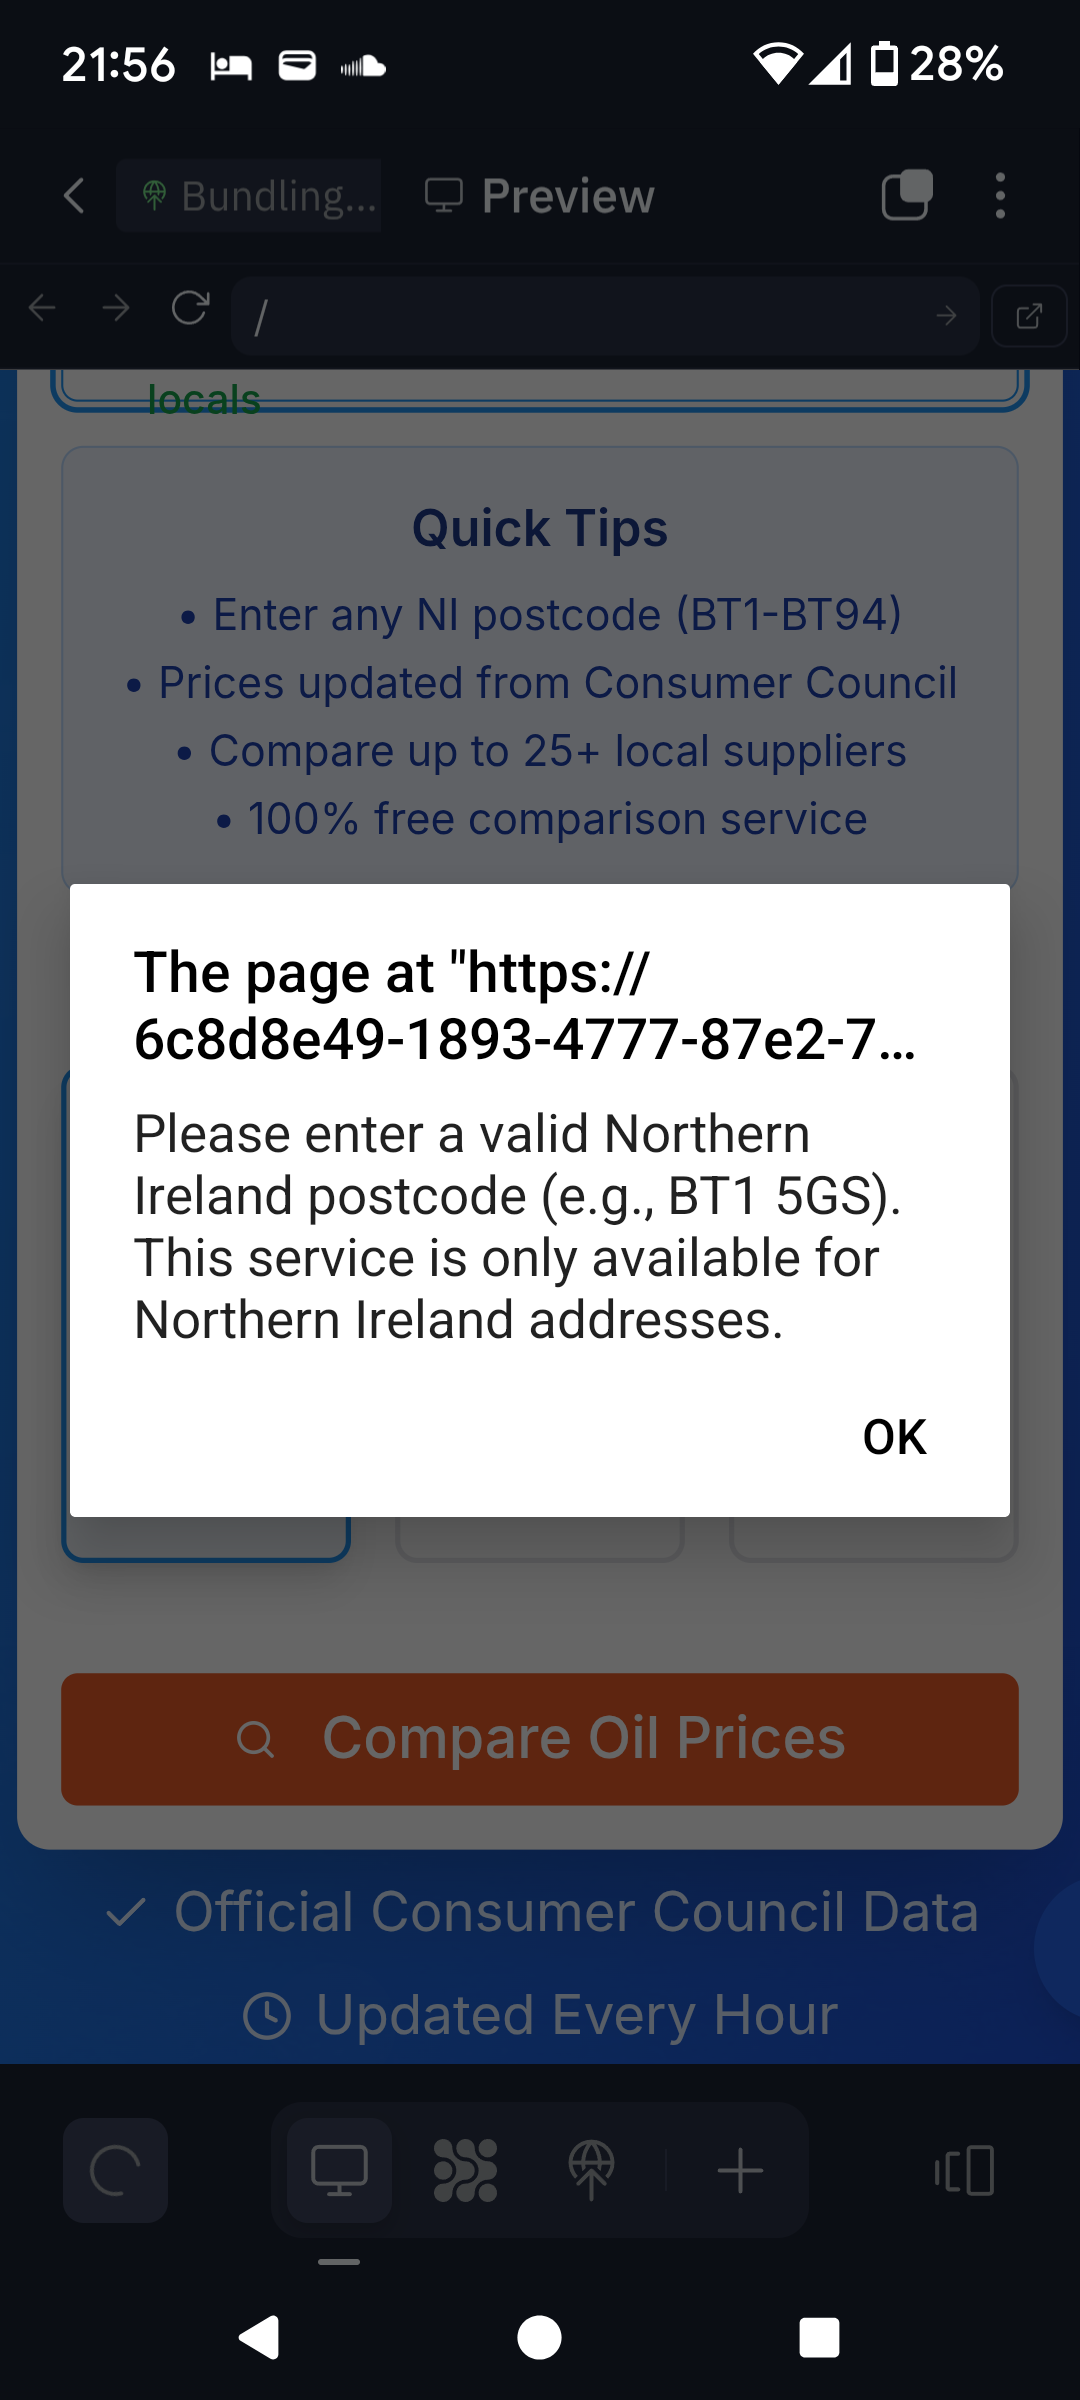 21:56
28%
Bundling...
Preview
/
locals
Quick Tips
• Enter any NI postcode (BT1-BT94)
• Prices updated from Consumer Council
• Compare up to 25+ local suppliers
• 100% free comparison service
The page at "https://
6c8d8e49-1893-4777-87e2-7...
Please enter a valid Northern
Ireland postcode (e.g., BT1 5GS).
This service is only available for
Northern Ireland addresses.
OK
Compare Oil Prices
Official Consumer Council Data
Updated Every Hour